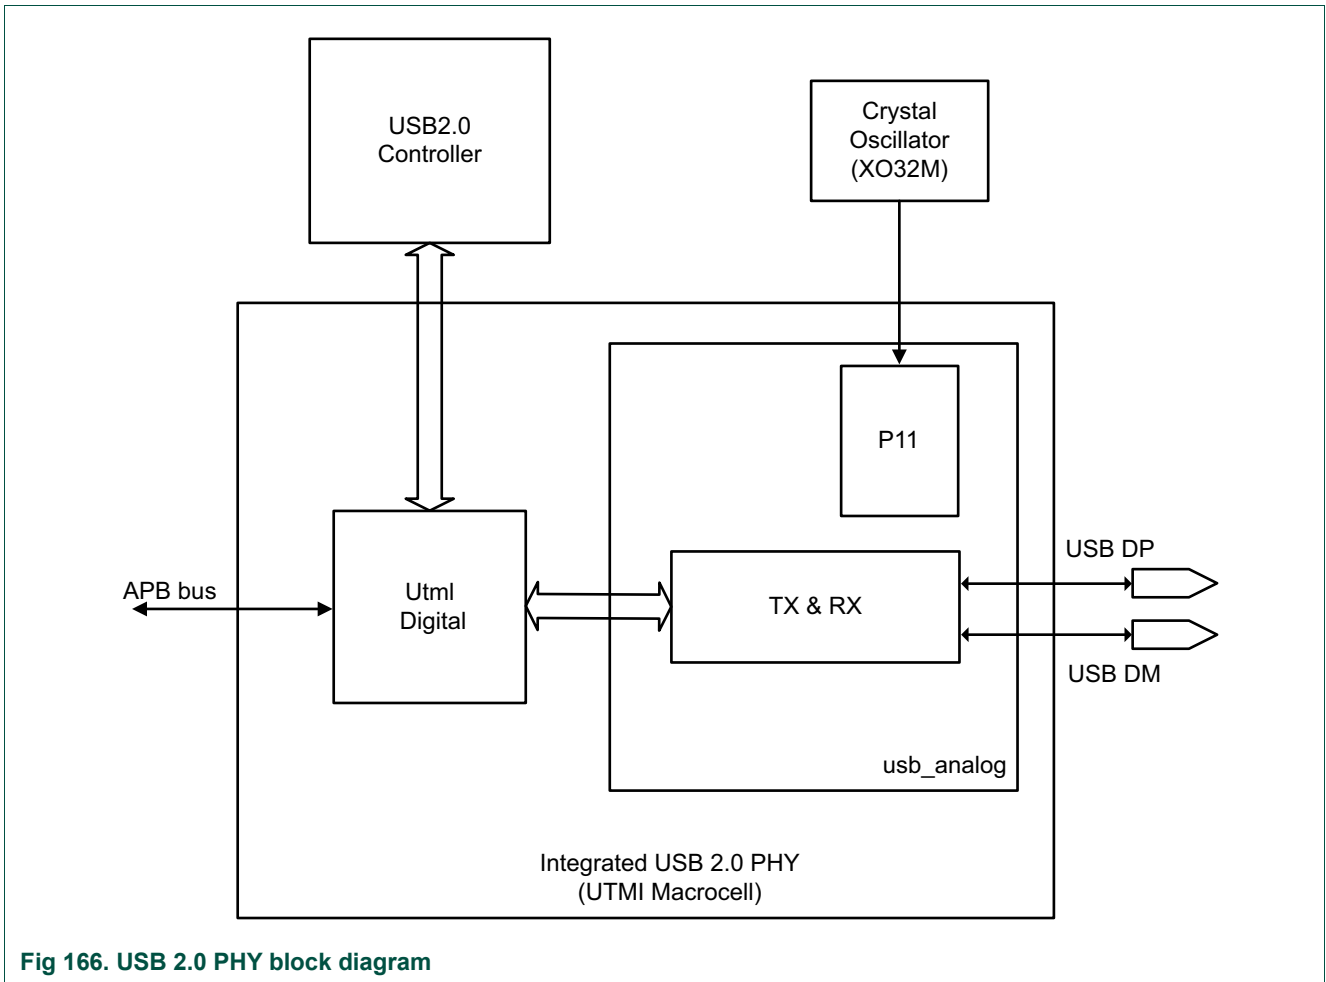 USB2.0
Controller
Crystal
Oscillator
(XO32M)
P11
USB DP
APB bus
Utml
Digital
TX & RX
USB DM
usb_analog
Integrated USB 2.0 PHY
(UTMI Macrocell)
Fig 166. USB 2.0 PHY block diagram